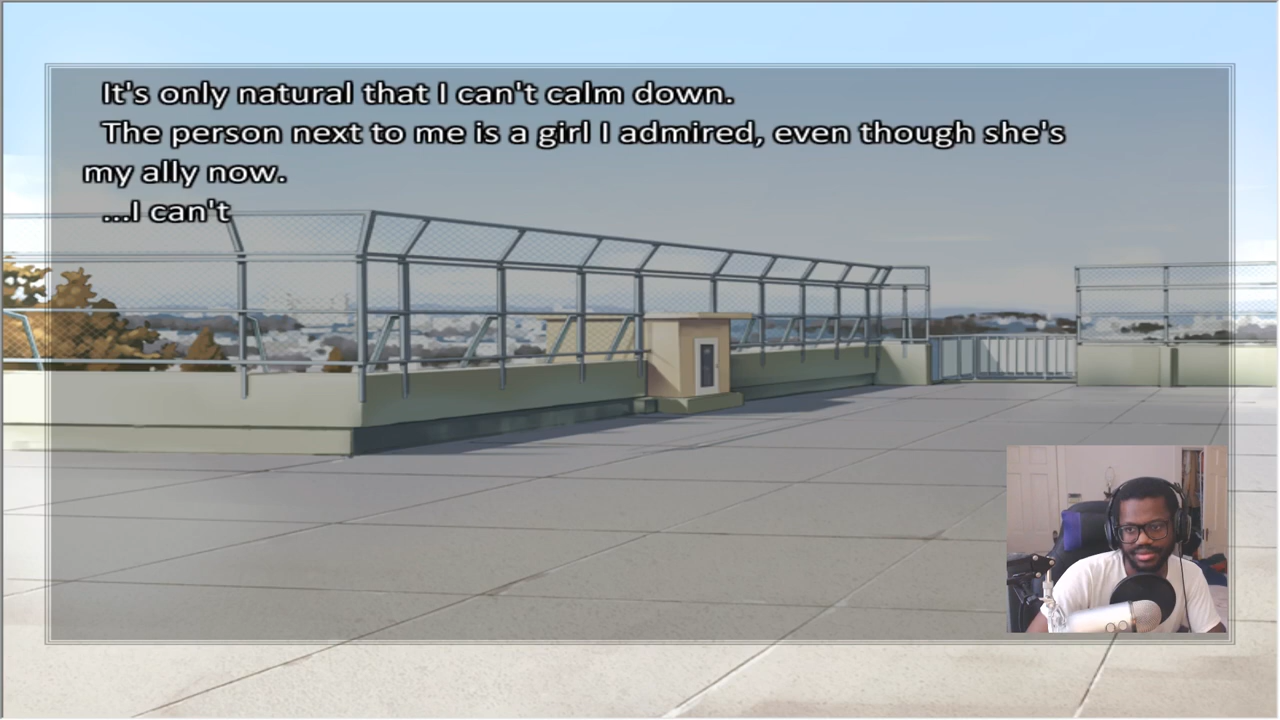 It's only natural that I can't calm down.
The person next to me is a girl I admired, even though she's
my ally now.
...I can't